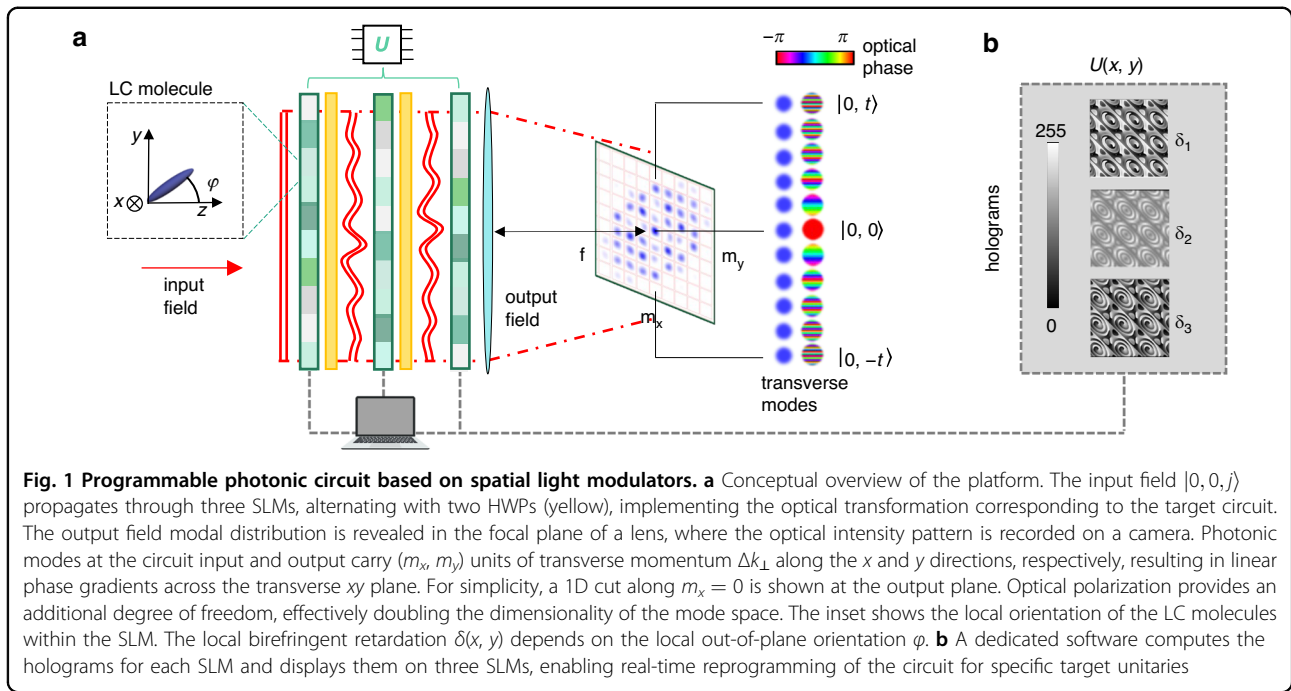 a
U
LC molecule
y
φ
x
z
input
field
f
output
field
m_x
m_y
−π π optical
phase
|0, t⟩
|0, 0⟩
|0, −t⟩
transverse
modes
b
U(x, y)
holograms
255
0
δ₁
δ₂
δ₃
Fig. 1 Programmable photonic circuit based on spatial light modulators. a Conceptual overview of the platform. The input field |0, 0, j⟩
propagates through three SLMs, alternating with two HWPs (yellow), implementing the optical transformation corresponding to the target circuit.
The output field modal distribution is revealed in the focal plane of a lens, where the optical intensity pattern is recorded on a camera. Photonic
modes at the circuit input and output carry (mₓ, m_y) units of transverse momentum Δk⊥ along the x and y directions, respectively, resulting in linear
phase gradients across the transverse xy plane. For simplicity, a 1D cut along mₓ = 0 is shown at the output plane. Optical polarization provides an
additional degree of freedom, effectively doubling the dimensionality of the mode space. The inset shows the local orientation of the LC molecules
within the SLM. The local birefringent retardation δ(x, y) depends on the local out-of-plane orientation φ. b A dedicated software computes the
holograms for each SLM and displays them on three SLMs, enabling real-time reprogramming of the circuit for specific target unitaries